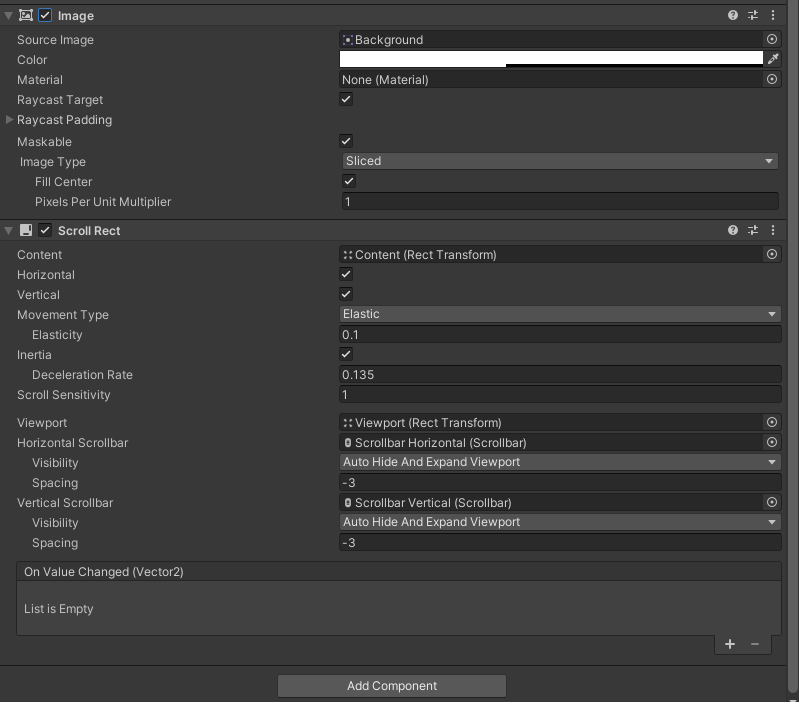 Image
Source Image Background
Color
Material None (Material)
Raycast Target
Raycast Padding
Maskable
Image Type Sliced
Fill Center
Pixels Per Unit Multiplier 1
Scroll Rect
Content Content (Rect Transform)
Horizontal
Vertical
Movement Type Elastic
Elasticity 0.1
Inertia
Deceleration Rate 0.135
Scroll Sensitivity 1
Viewport Viewport (Rect Transform)
Horizontal Scrollbar Scrollbar Horizontal (Scrollbar)
Visibility Auto Hide And Expand Viewport
Spacing -3
Vertical Scrollbar Scrollbar Vertical (Scrollbar)
Visibility Auto Hide And Expand Viewport
Spacing -3
On Value Changed (Vector2)
List is Empty
Add Component